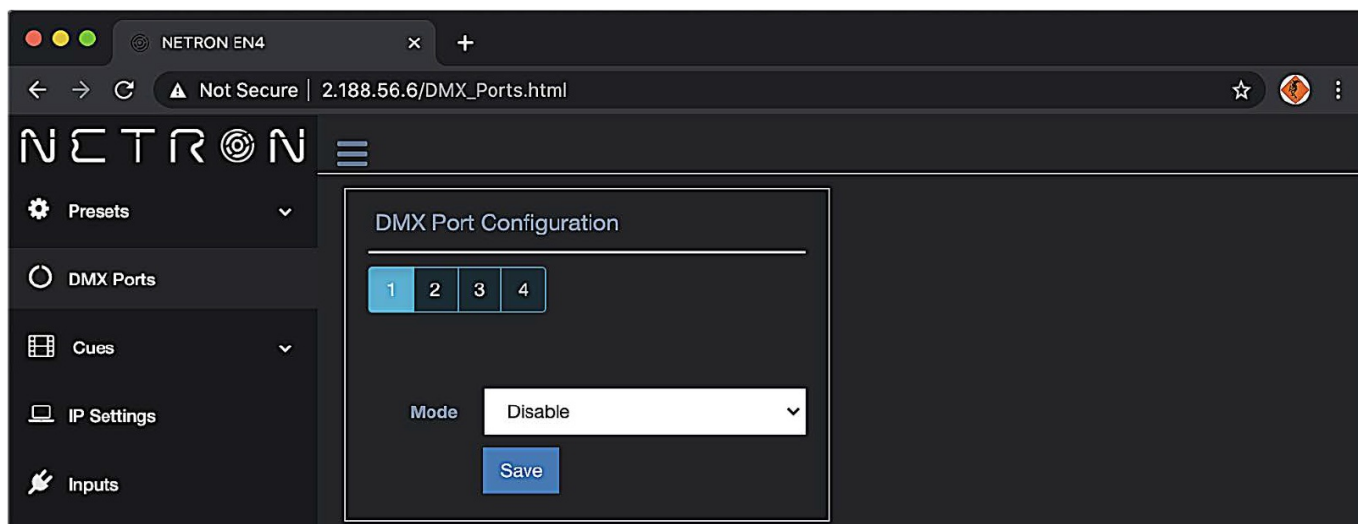 NETRON EN4
Not Secure | 2.188.56.6/DMX_Ports.html
NETRON
Presets
DMX Ports
Cues
IP Settings
Inputs
DMX Port Configuration
1 2 3 4
Mode Disable
Save